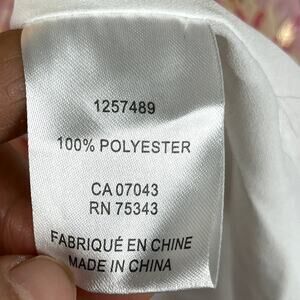 1257489
100% POLYESTER
CA 07043
RN 75343
FABRIQUÉ EN CHINE
MADE IN CHINA